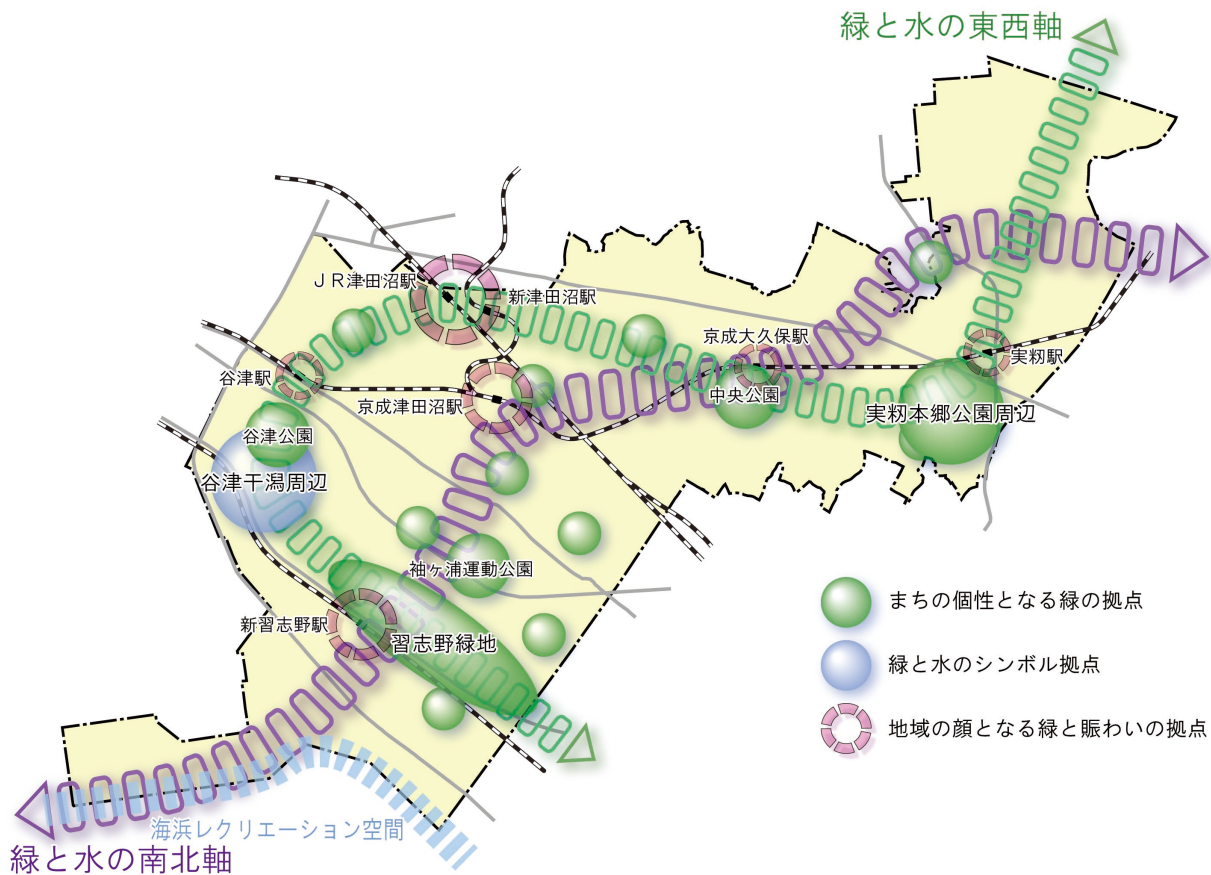 緑と水の東西軸
JR津田沼駅
新津田沼駅
京成大久保駅
実籾駅
谷津駅
京成津田沼駅
中央公園
実籾本郷公園周辺
谷津公園
谷津干潟周辺
袖ヶ浦運動公園
新習志野駅
習志野緑地
まちの個性となる緑の拠点
緑と水のシンボル拠点
地域の顔となる緑と賑わいの拠点
海浜レクリエーション空間
緑と水の南北軸